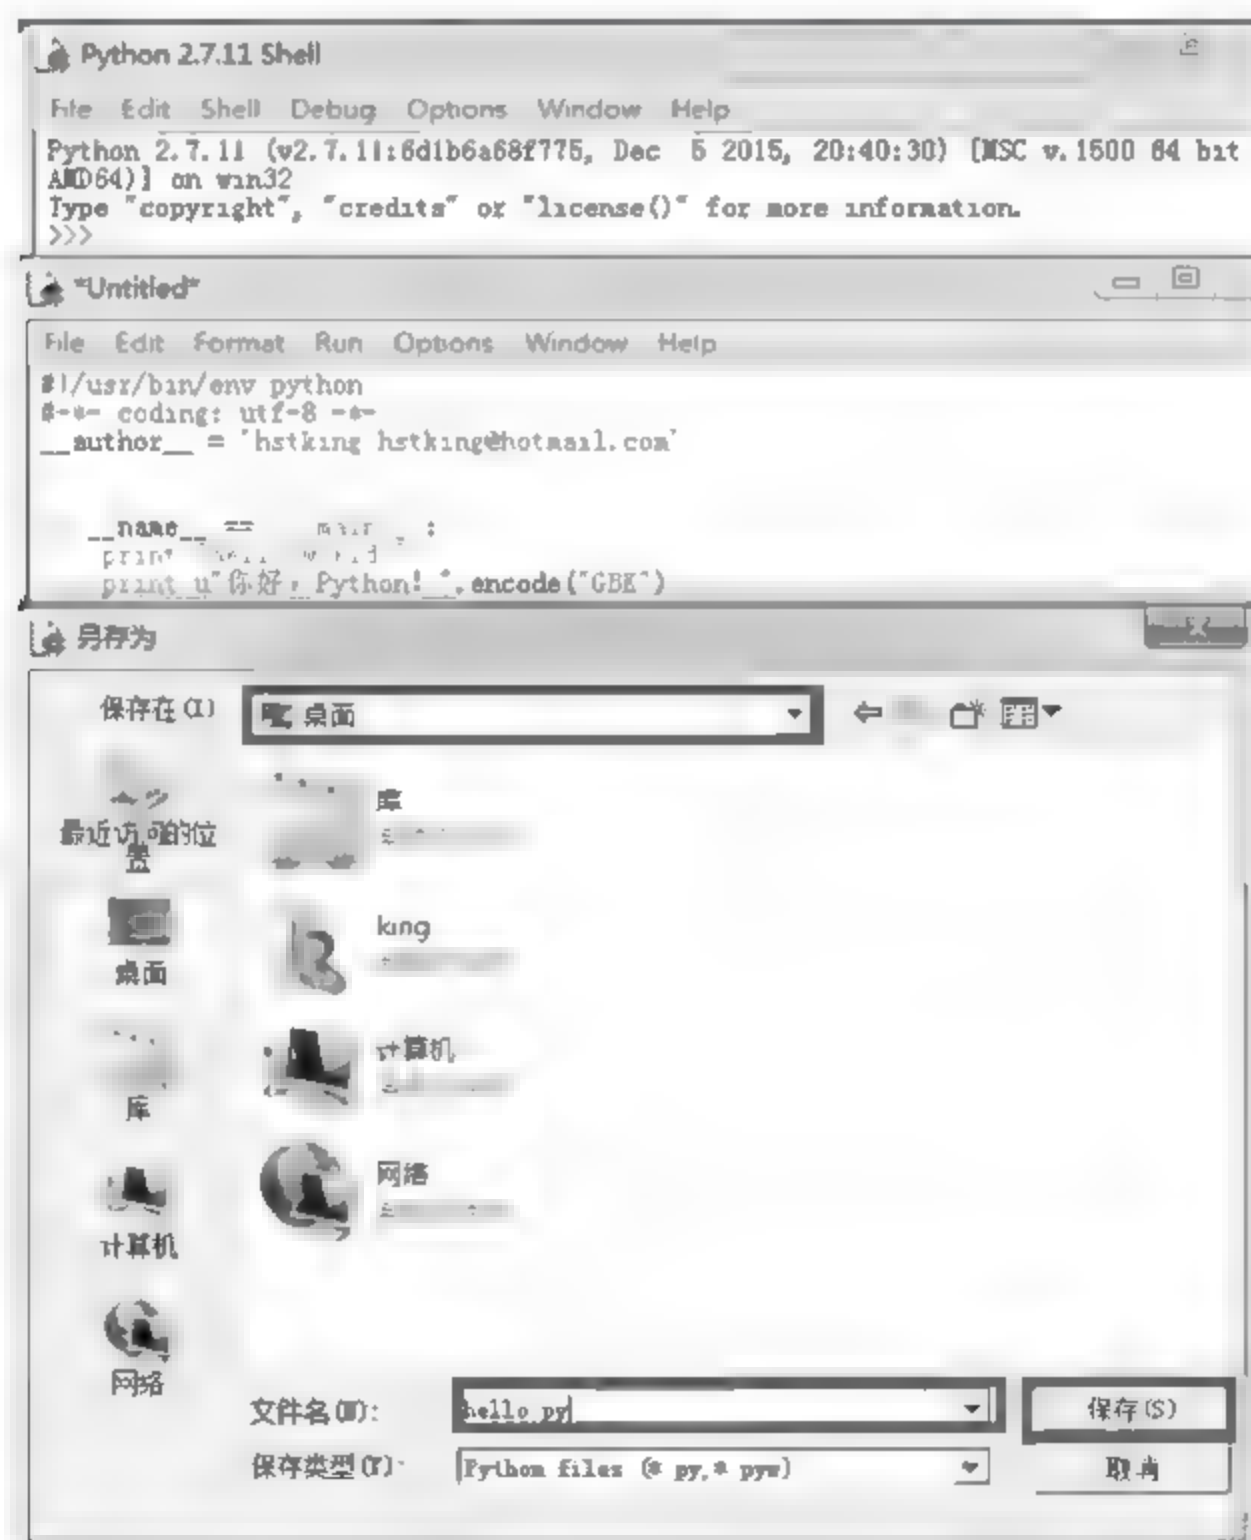 Python 2.7.11 Shell
File Edit Shell Debug Options Window Help
Python 2.7.11 (v2.7.11:6d1b6a68f775, Dec 5 2015, 20:40:30) [MSC v.1500 64 bit
AMD64)] on win32
Type "copyright", "credits" or "license()" for more information.
>>>
*Untitled*
File Edit Format Run Options Window Help
#!/usr/bin/env python
#-*- coding: utf-8 -*-
__author__ = 'hstking hstking@hotmail.com'
__name__ == main :
print
print u"你好, Python!__".encode("GBK")
另存为
保存在(I)
桌面
最近访问的位
置
桌面
库
计算机
网络
库
king
计算机
网络
文件名(N):
hello.py
保存(S)
保存类型(T):
Python files (*.py,*.pyw)
取消